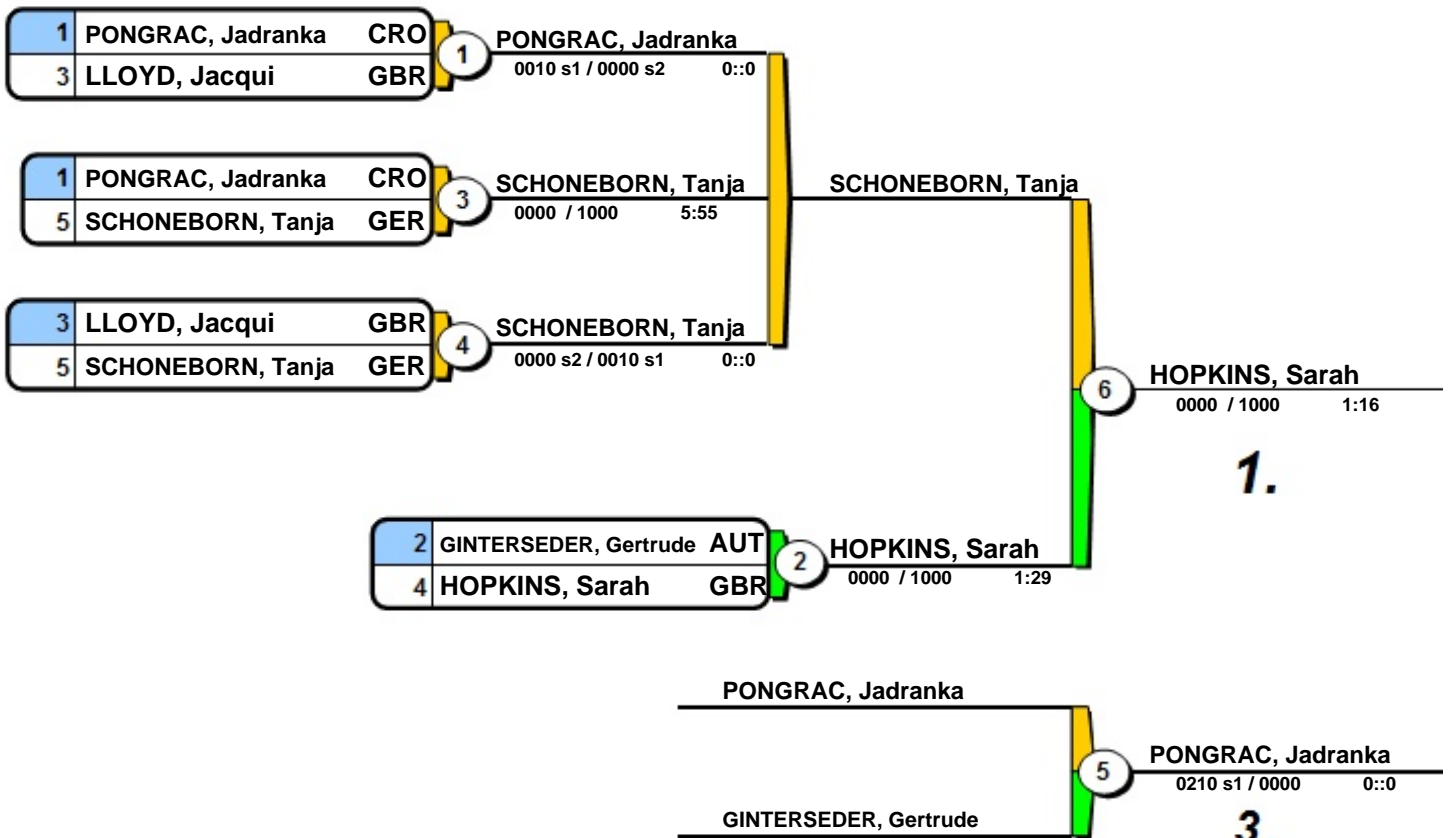 1 PONGRAC, Jadranka CRO
3 LLOYD, Jacqui GBR
1
PONGRAC, Jadranka
0010 s1 / 0000 s2 0::0
1 PONGRAC, Jadranka CRO
5 SCHONEBORN, Tanja GER
3
SCHONEBORN, Tanja
0000 / 1000 5:55
SCHONEBORN, Tanja
3 LLOYD, Jacqui GBR
5 SCHONEBORN, Tanja GER
4
SCHONEBORN, Tanja
0000 s2 / 0010 s1 0::0
6
HOPKINS, Sarah
0000 / 1000 1:16
1.
2 GINTERSEDER, Gertrude AUT
4 HOPKINS, Sarah GBR
2
HOPKINS, Sarah
0000 / 1000 1:29
PONGRAC, Jadranka
5
PONGRAC, Jadranka
0210 s1 / 0000 0::0
GINTERSEDER, Gertrude
3